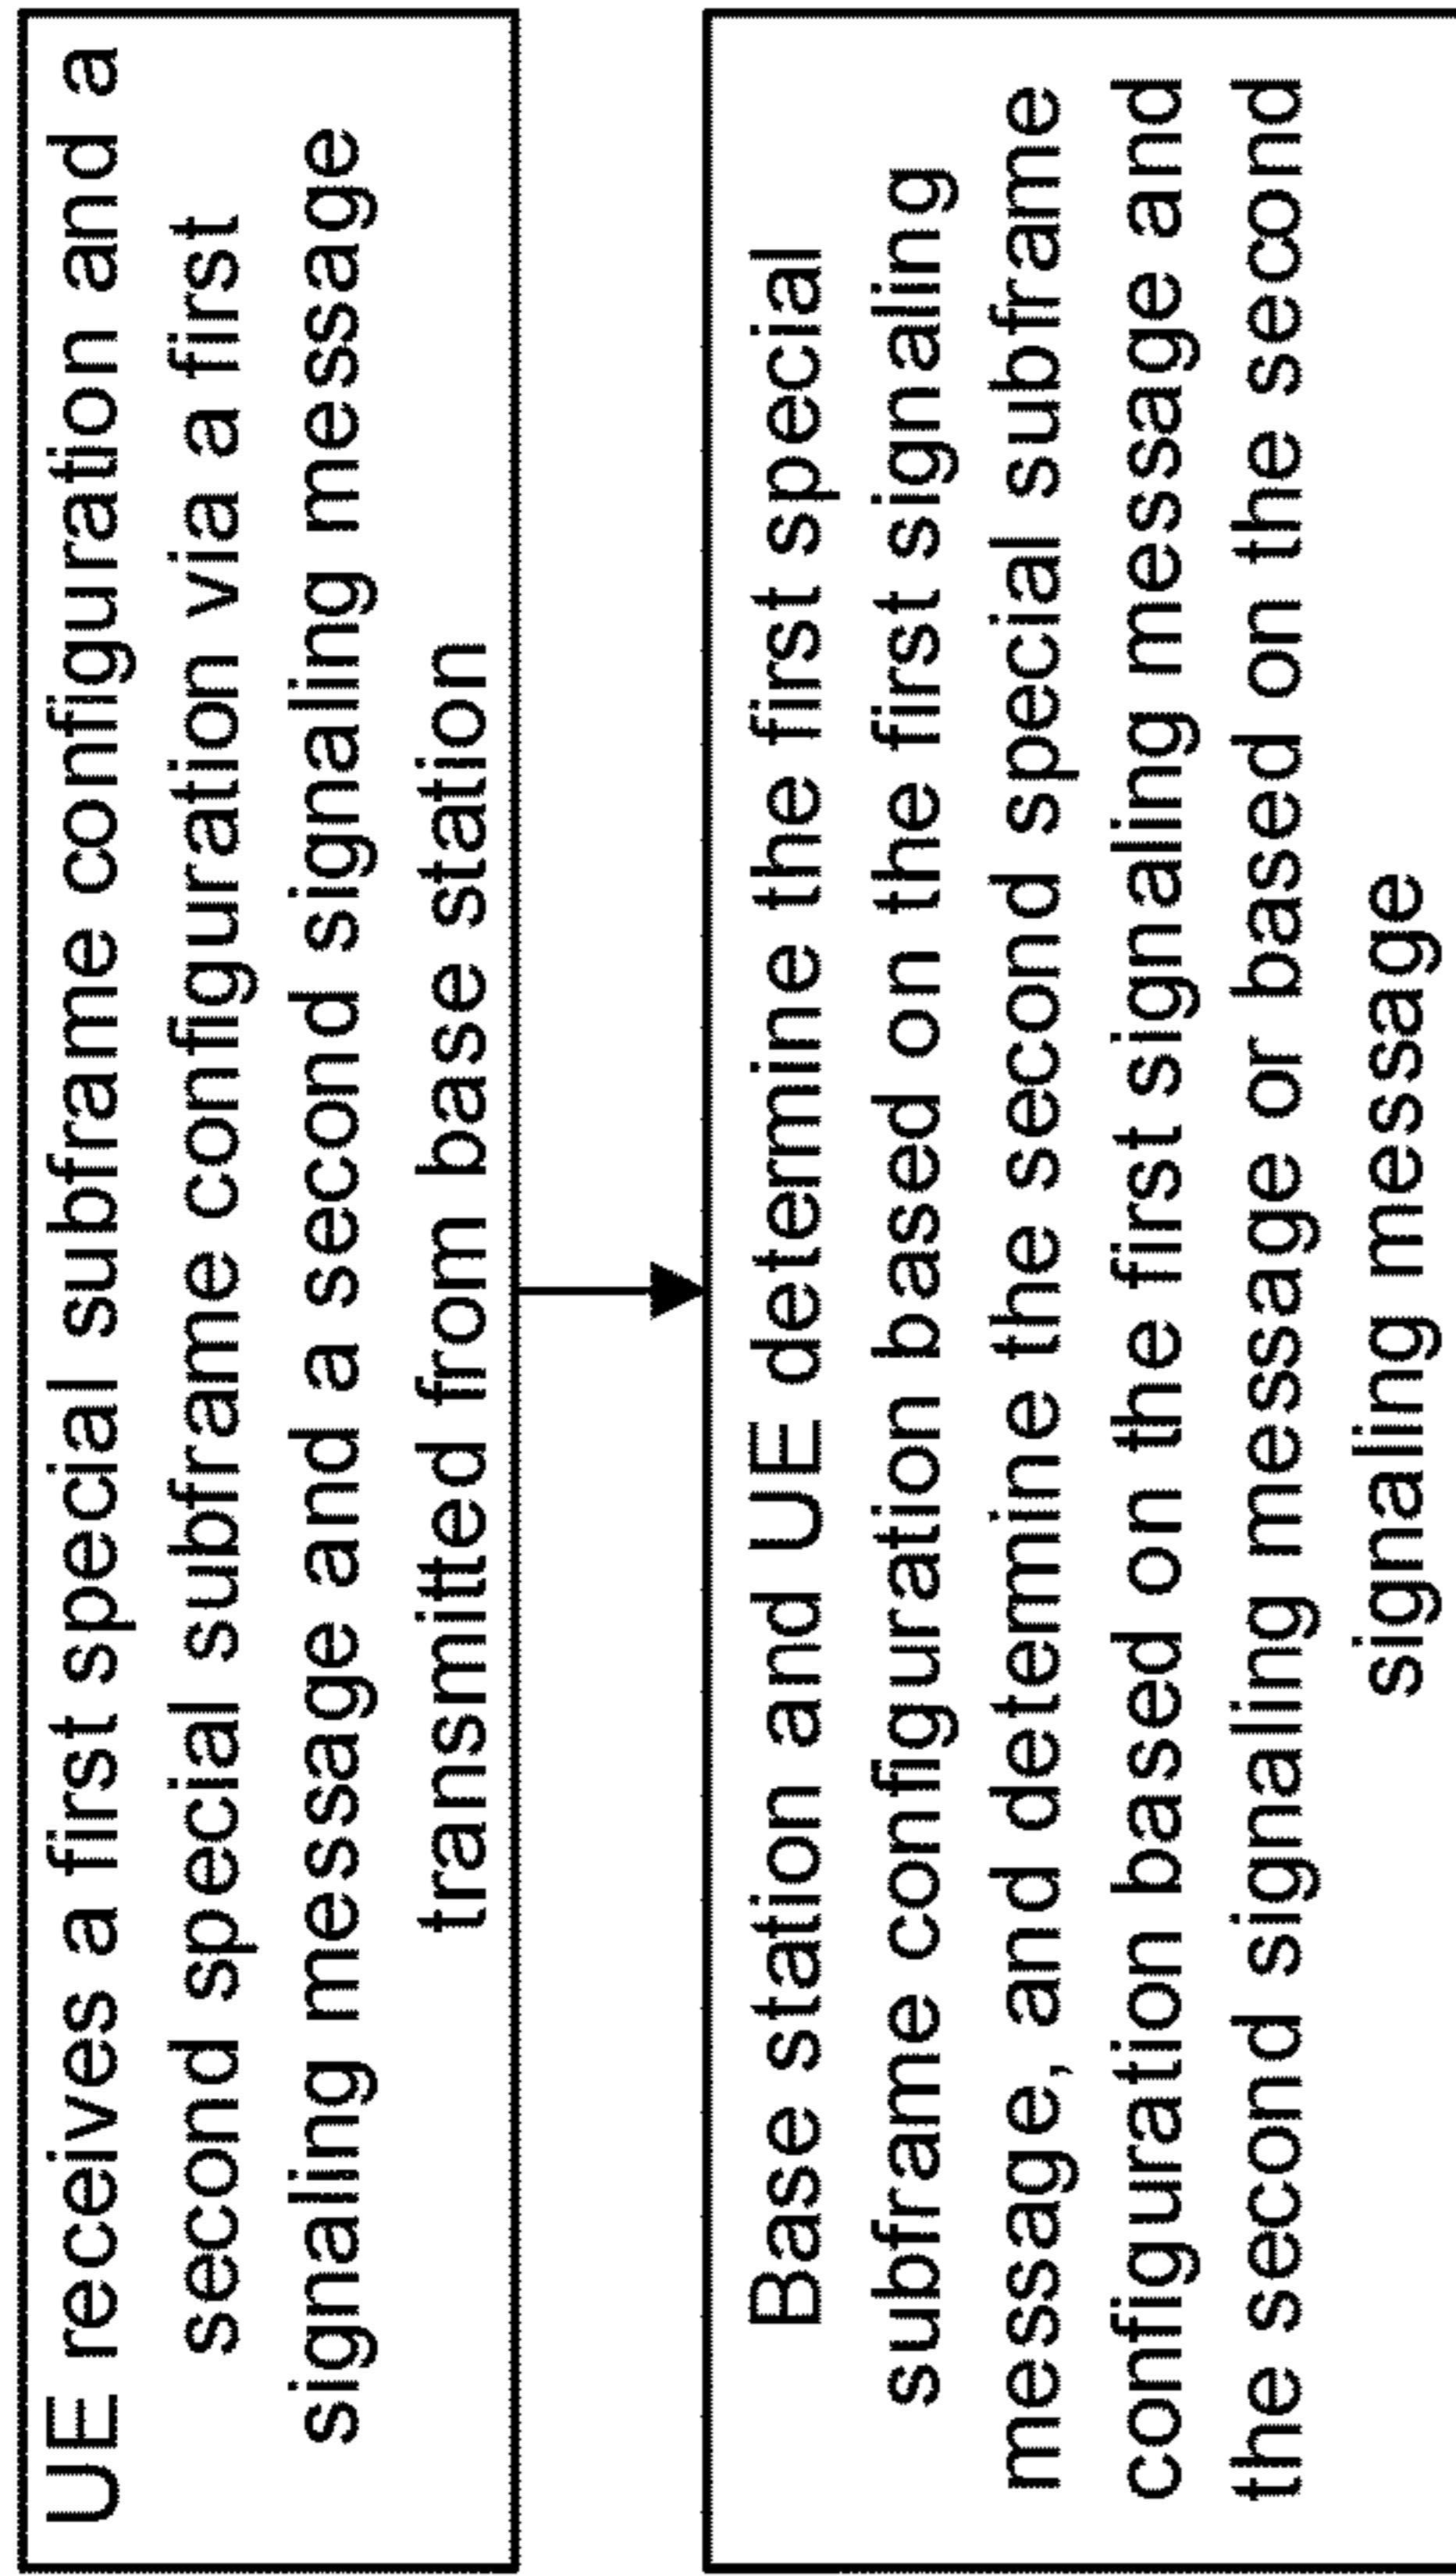 UE receives a first special subframe configuration and a
second special subframe configuration via a first
signaling message and a second signaling message
transmitted from base station
Base station and UE determine the first special
subframe configuration based on the first signaling
message, and determine the second special subframe
configuration based on the first signaling message and
the second signaling message or based on the second
signaling message